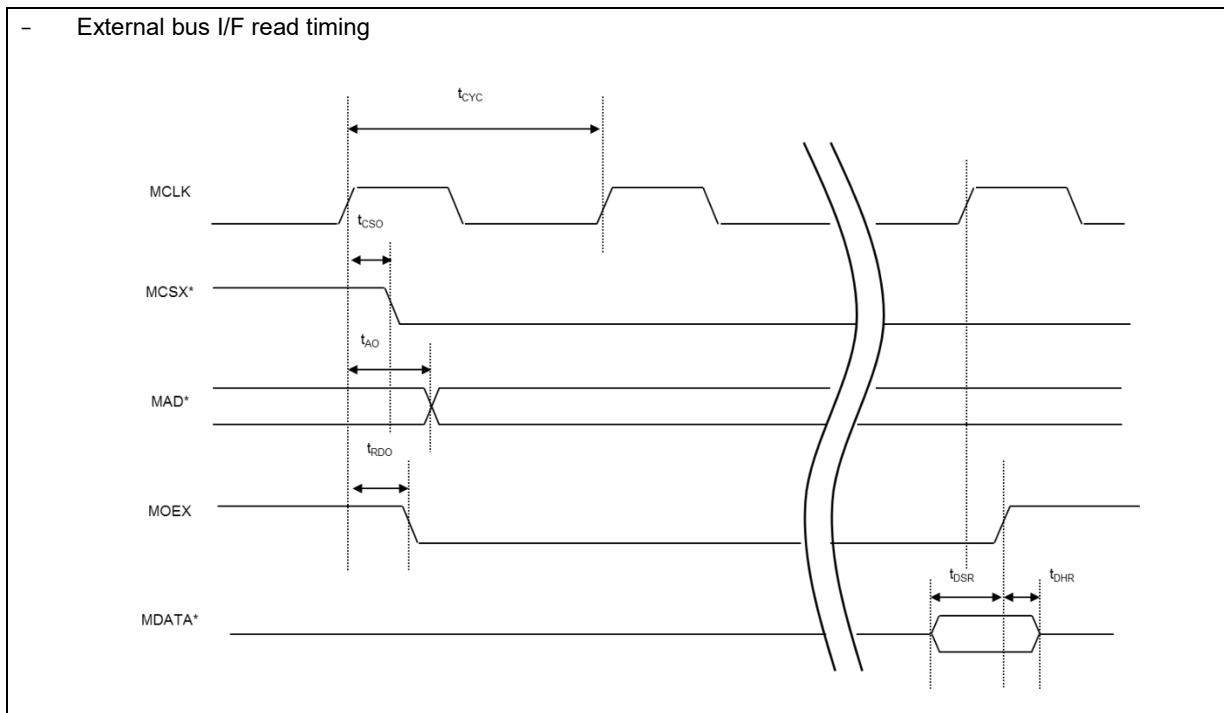 – External bus I/F read timing
tCYC
MCLK
tCSO
MCSX*
tAO
MAD*
tRDO
MOEX
tDSR tDHR
MDATA*